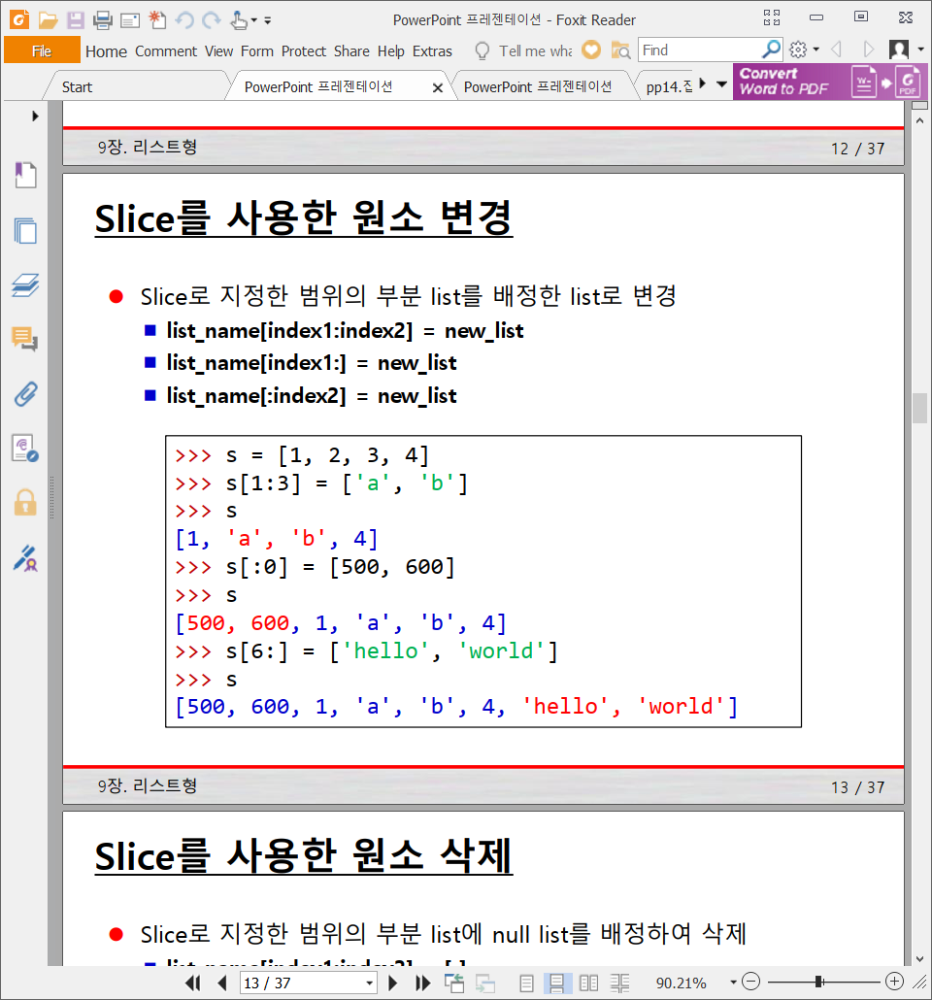 PowerPoint 프레젠테이션 - Foxit Reader
File Home Comment View Form Protect Share Help Extras Tell me wha Find
Start PowerPoint 프레젠테이션 PowerPoint 프레젠테이션 pp14.집 Convert
Word to PDF
PDF
9장. 리스트형 12 / 37
Slice를 사용한 원소 변경
Slice로 지정한 범위의 부분 list를 배정한 list로 변경
list_name[index1:index2] = new_list
list_name[index1:] = new_list
list_name[:index2] = new_list
>>> s = [1, 2, 3, 4]
>>> s[1:3] = ['a', 'b']
>>> s
[1, 'a', 'b', 4]
>>> s[:0] = [500, 600]
>>> s
[500, 600, 1, 'a', 'b', 4]
>>> s[6:] = ['hello', 'world']
>>> s
[500, 600, 1, 'a', 'b', 4, 'hello', 'world']
9장. 리스트형 13 / 37
Slice를 사용한 원소 삭제
Slice로 지정한 범위의 부분 list에 null list를 배정하여 삭제
list_name[index1:index2] = [ ]
13 / 37 90.21%